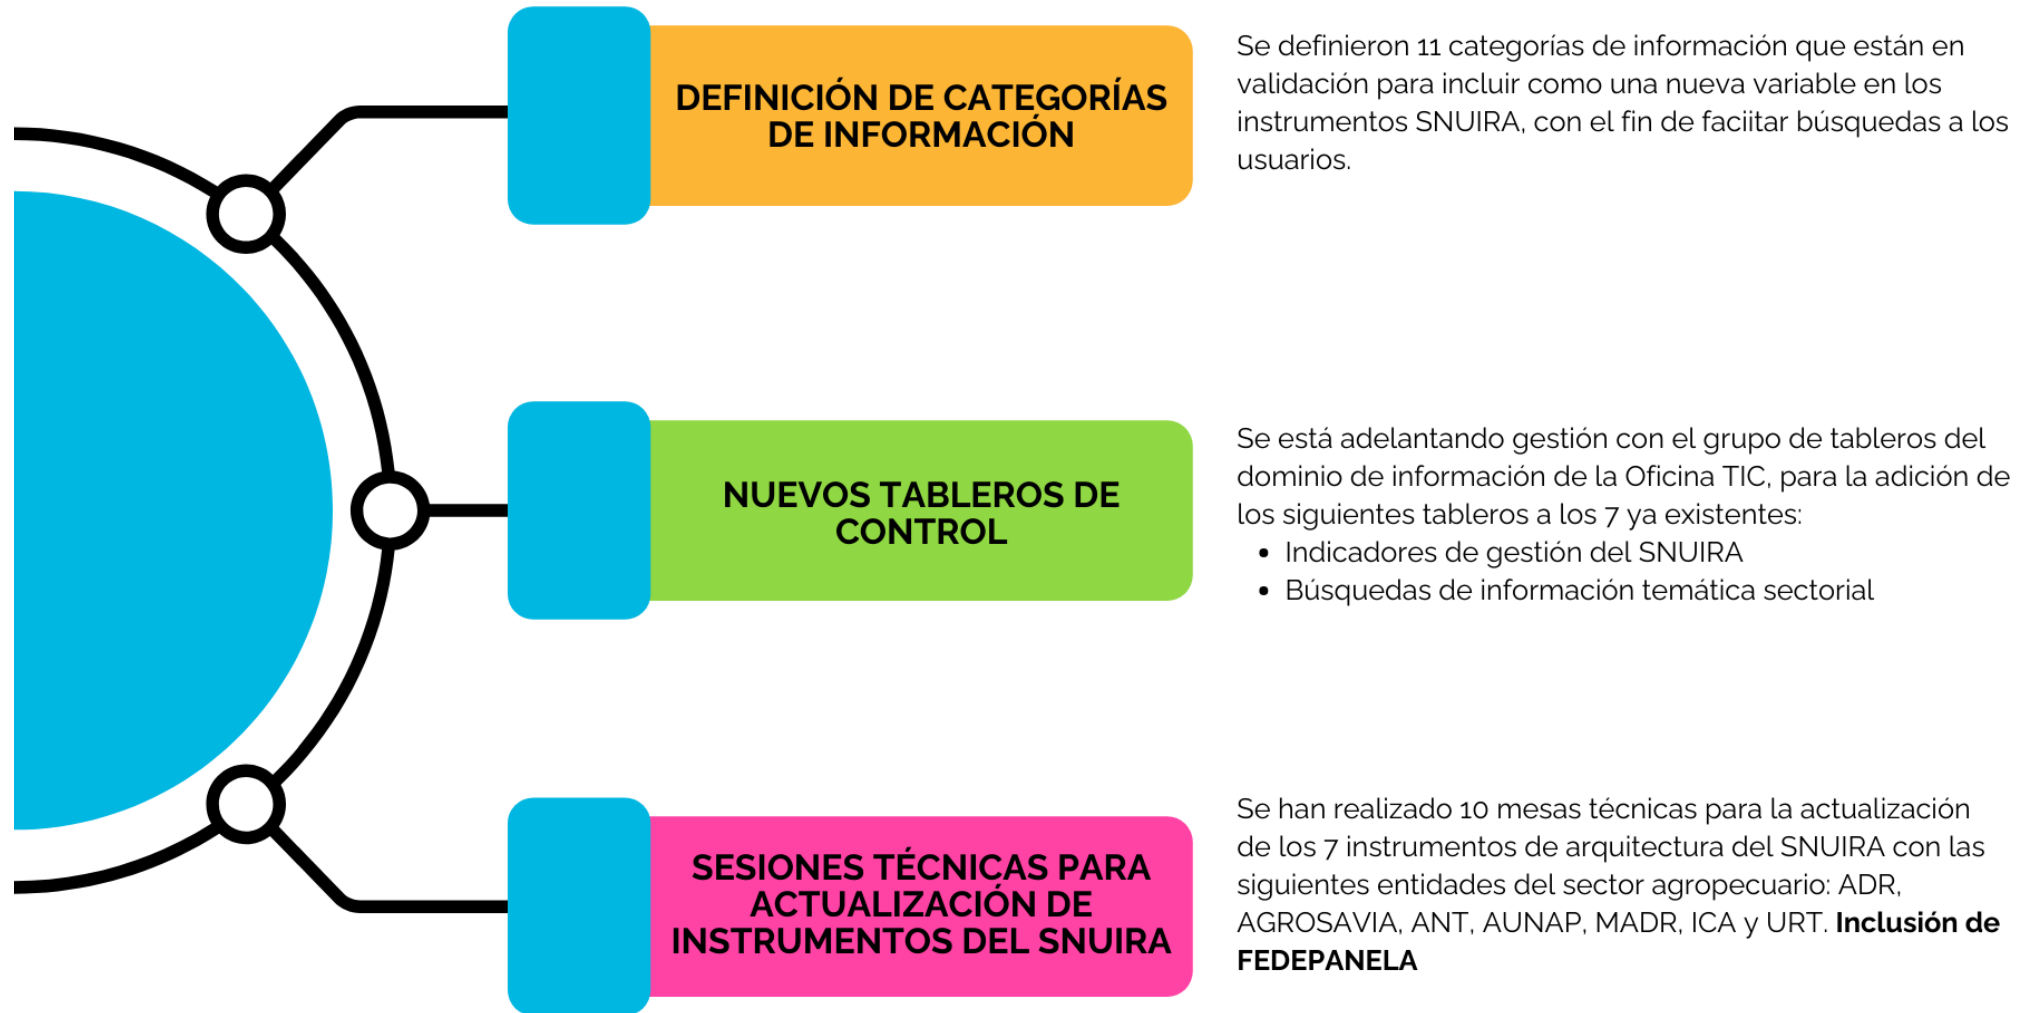 DEFINICIÓN DE CATEGORÍAS
DE INFORMACIÓN
Se definieron 11 categorías de información que están en
validación para incluir como una nueva variable en los
instrumentos SNUIRA, con el fin de faciitar búsquedas a los
usuarios.
NUEVOS TABLEROS DE
CONTROL
Se está adelantando gestión con el grupo de tableros del
dominio de información de la Oficina TIC, para la adición de
los siguientes tableros a los 7 ya existentes:
• Indicadores de gestión del SNUIRA
• Búsquedas de información temática sectorial
SESIONES TÉCNICAS PARA
ACTUALIZACIÓN DE
INSTRUMENTOS DEL SNUIRA
Se han realizado 10 mesas técnicas para la actualización
de los 7 instrumentos de arquitectura del SNUIRA con las
siguientes entidades del sector agropecuario: ADR,
AGROSAVIA, ANT, AUNAP, MADR, ICA y URT. Inclusión de
FEDEPANELA